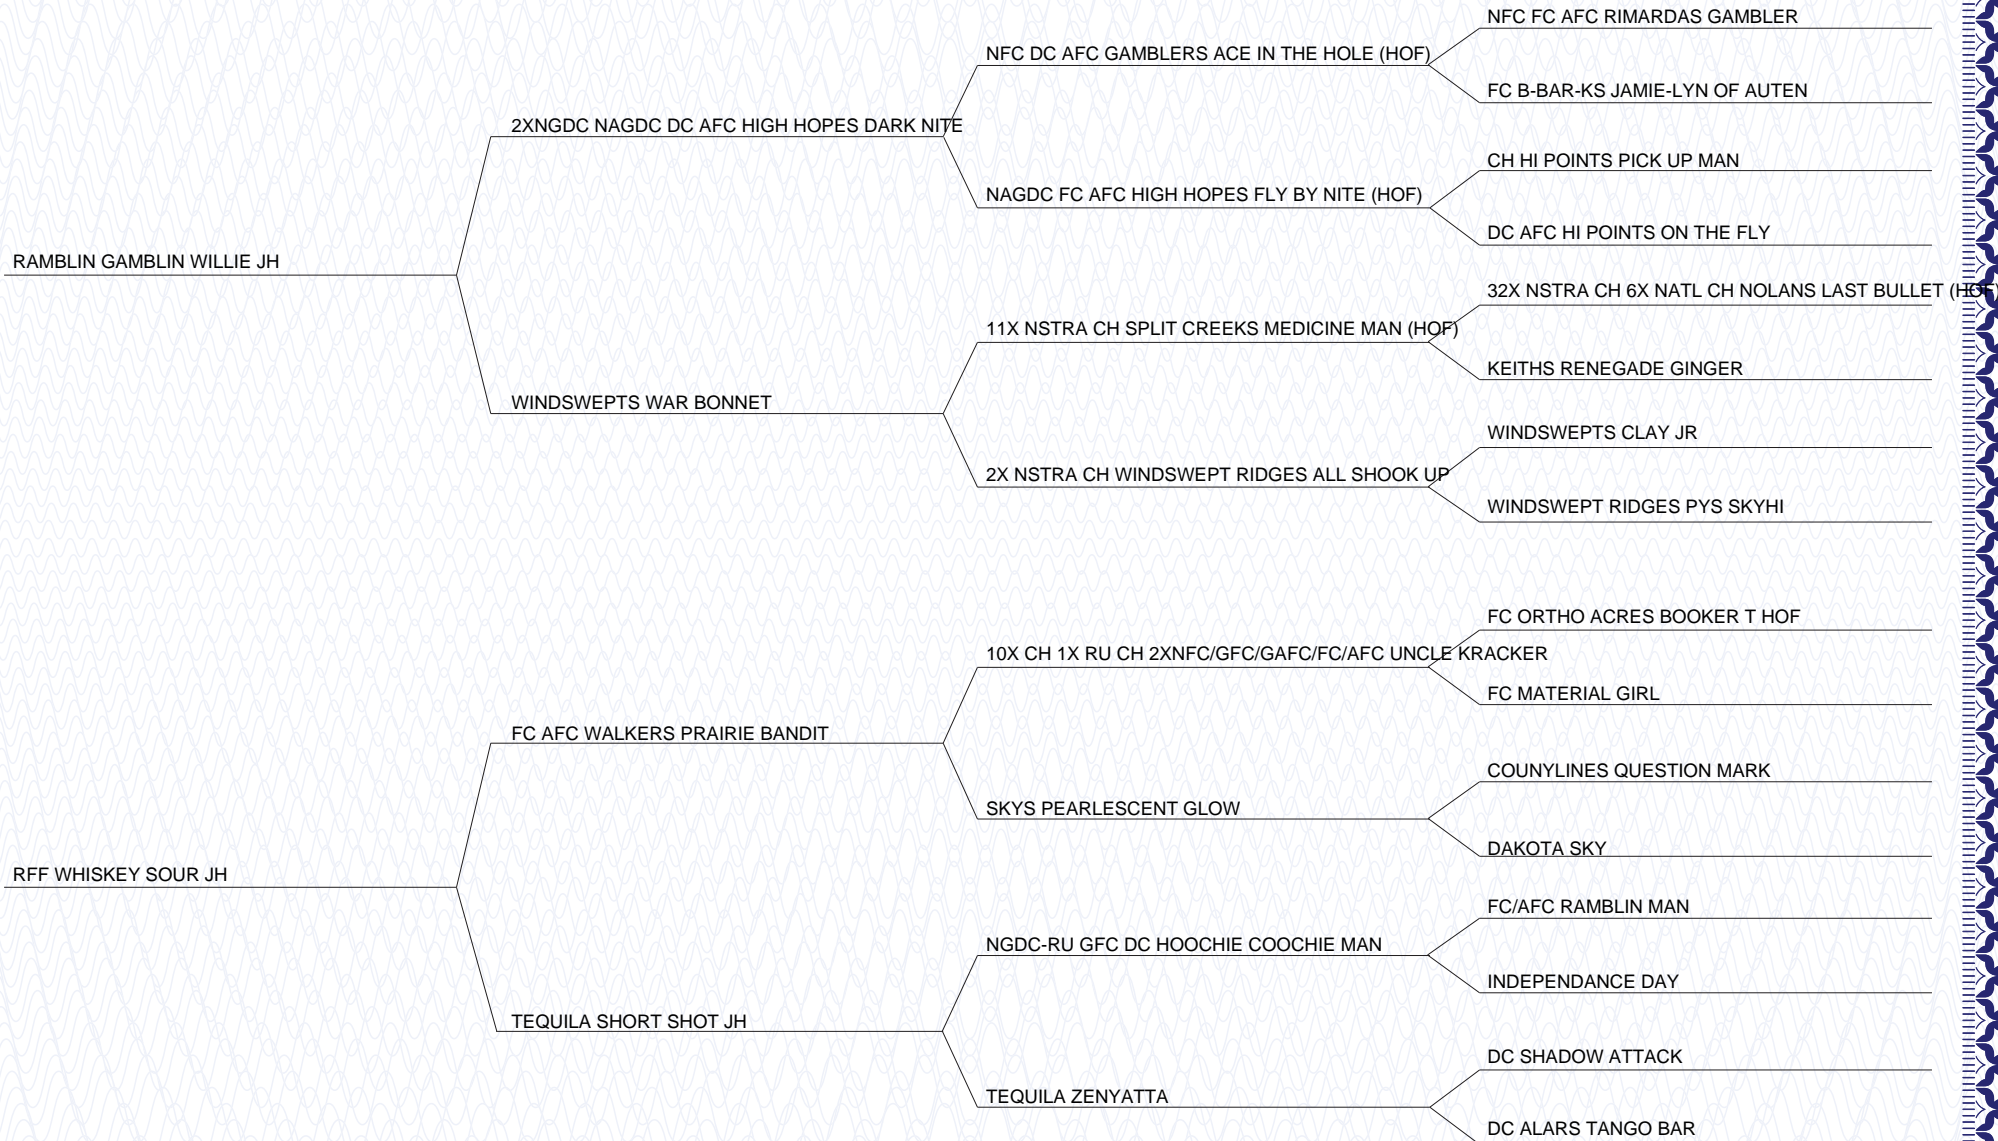 NFC FC AFC RIMARDAS GAMBLER
NFC DC AFC GAMBLERS ACE IN THE HOLE (HOF)
FC B-BAR-KS JAMIE-LYN OF AUTEN
2XNGDC NAGDC DC AFC HIGH HOPES DARK NITE
CH HI POINTS PICK UP MAN
NAGDC FC AFC HIGH HOPES FLY BY NITE (HOF)
DC AFC HI POINTS ON THE FLY
RAMBLIN GAMBLIN WILLIE JH
32X NSTRA CH 6X NATL CH NOLANS LAST BULLET (HOF)
11X NSTRA CH SPLIT CREEKS MEDICINE MAN (HOF)
KEITHS RENEGADE GINGER
WINDSWEPTS WAR BONNET
WINDSWEPTS CLAY JR
2X NSTRA CH WINDSWEPT RIDGES ALL SHOOK UP
WINDSWEPT RIDGES PYS SKYHI
FC ORTHO ACRES BOOKER T HOF
10X CH 1X RU CH 2XNFC/GFC/GAFC/FC/AFC UNCLE KRACKER
FC MATERIAL GIRL
FC AFC WALKERS PRAIRIE BANDIT
COUNYLINES QUESTION MARK
SKYS PEARLESCENT GLOW
DAKOTA SKY
RFF WHISKEY SOUR JH
FC/AFC RAMBLIN MAN
NGDC-RU GFC DC HOOCHIE COOCHIE MAN
INDEPENDANCE DAY
TEQUILA SHORT SHOT JH
DC SHADOW ATTACK
TEQUILA ZENYATTA
DC ALARS TANGO BAR